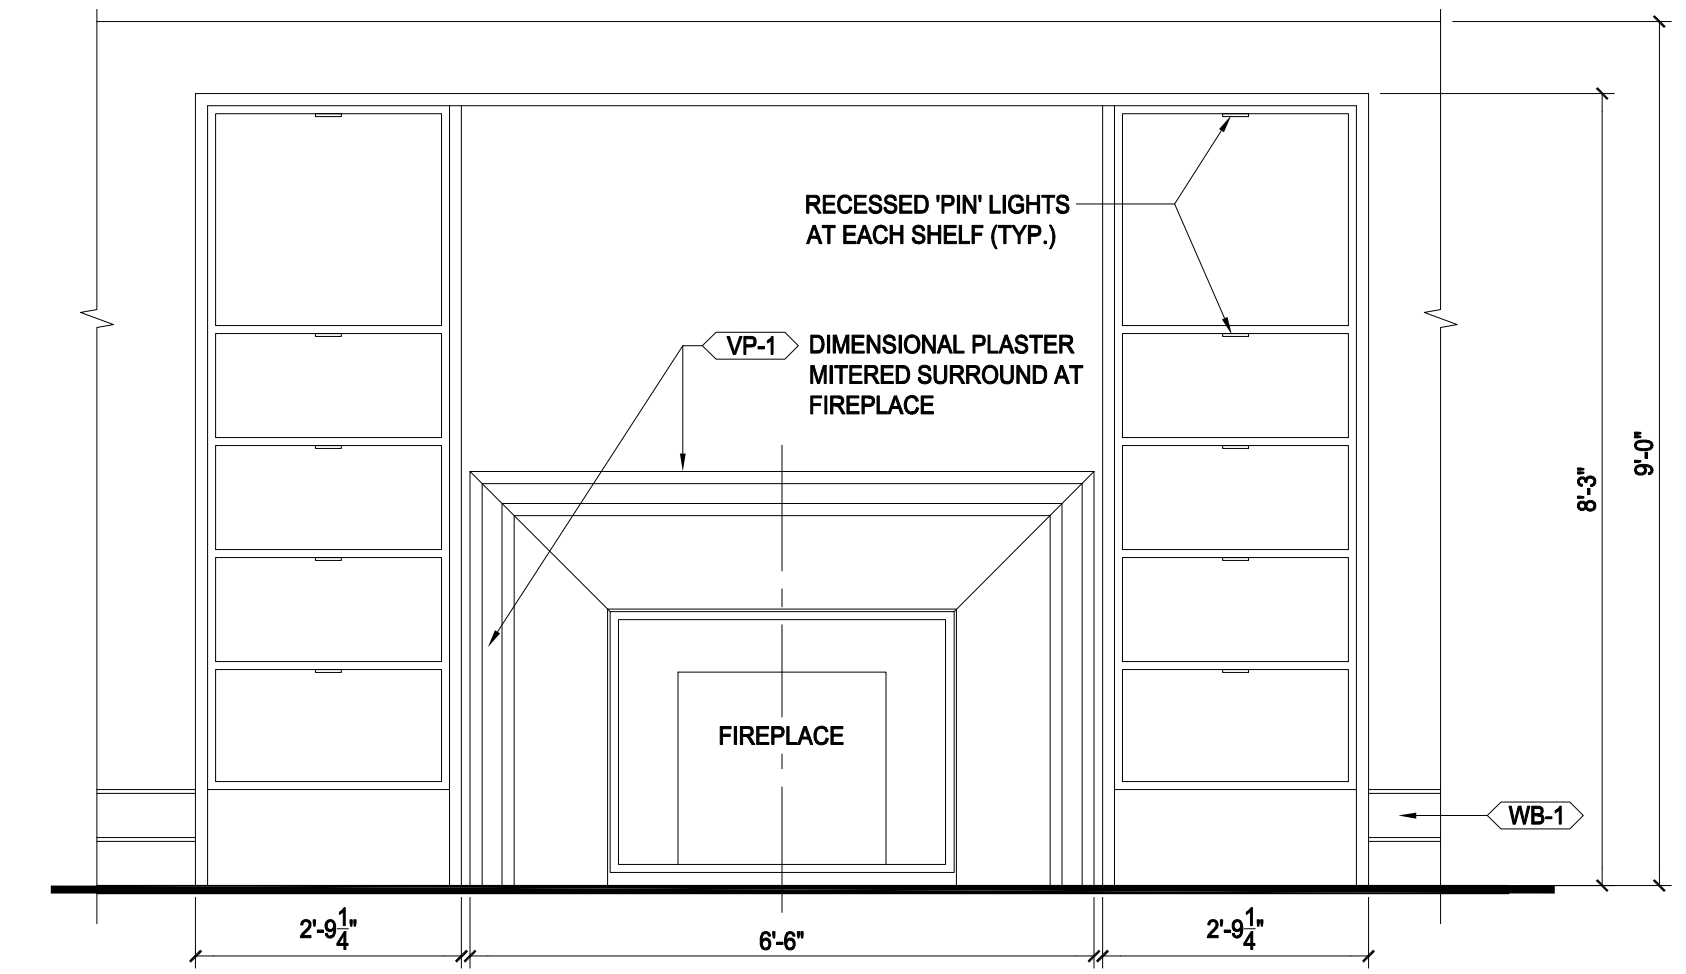 RECESSED 'PIN' LIGHTS
AT EACH SHELF (TYP.)
VP-1
DIMENSIONAL PLASTER
MITERED SURROUND AT
FIREPLACE
9'-0"
8'-3"
FIREPLACE
WB-1
2'-9 1/4"
6'-6"
2'-9 1/4"